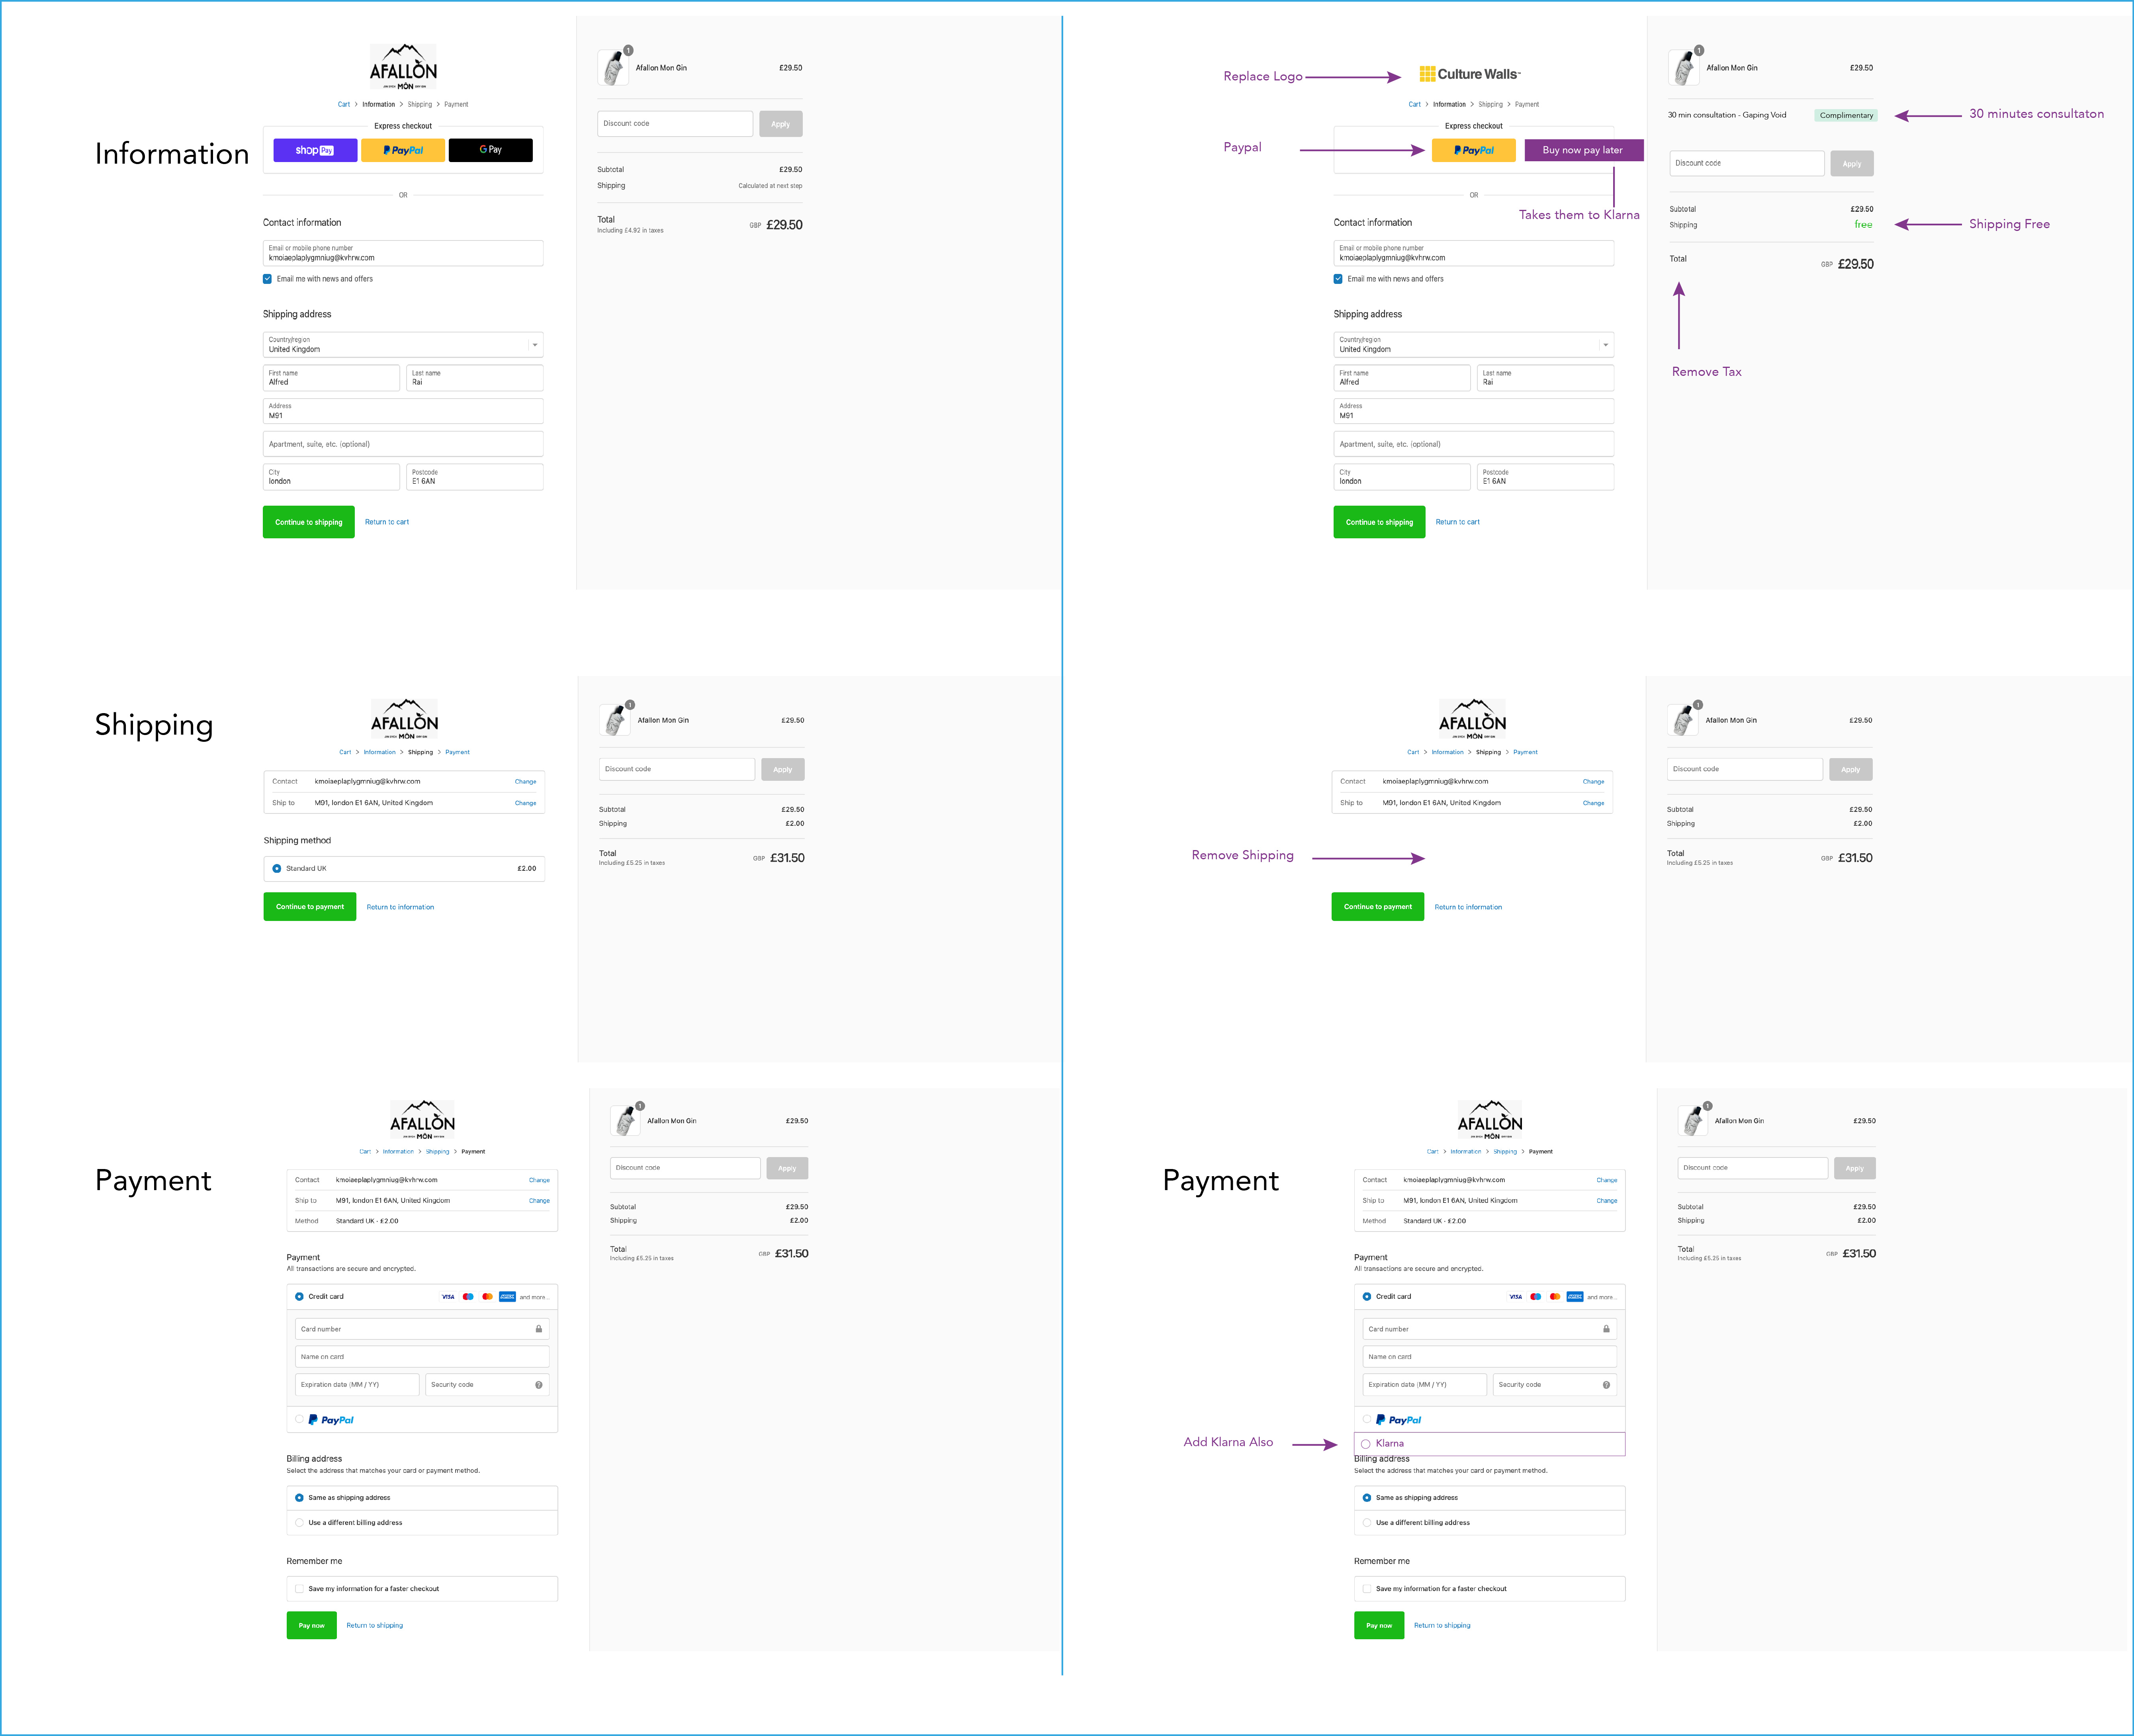 Information
AFALLON
MÔN
Cart > Information > Shipping > Payment
Express checkout
shop Pay
PayPal
G Pay
OR
Contact information
Email or mobile phone number
kmoiaeplaplygmniug@kvhrw.com
Email me with news and offers
Shipping address
Country/region
United Kingdom
First name
Alfred
Last name
Rai
Address
M91
Apartment, suite, etc. (optional)
City
london
Postcode
E1 6AN
Continue to shipping
Return to cart
1
Afallon Mon Gin £29.50
Discount code
Apply
Subtotal £29.50
Shipping Calculated at next step
Total GBP £29.50
Including £4.92 in taxes
Replace Logo
Culture Walls
Cart > Information > Shipping > Payment
Express checkout
Paypal
PayPal
Buy now pay later
OR
Takes them to Klarna
Contact information
Email or mobile phone number
kmoiaeplaplygmniug@kvhrw.com
Email me with news and offers
Shipping address
Country/region
United Kingdom
First name
Alfred
Last name
Rai
Address
M91
Apartment, suite, etc. (optional)
City
london
Postcode
E1 6AN
Continue to shipping
Return to cart
1
Afallon Mon Gin £29.50
30 min consultation - Gaping Void Complimentary
30 minutes consultaton
Discount code
Apply
Subtotal £29.50
Shipping free
Shipping Free
Total GBP £29.50
Remove Tax
Shipping
AFALLON
MÔN
Cart > Information > Shipping > Payment
Contact kmoiaeplaplygmniug@kvhrw.com Change
Ship to M91, london E1 6AN, United Kingdom Change
Shipping method
Standard UK £2.00
Continue to payment
Return to information
1
Afallon Mon Gin £29.50
Discount code
Apply
Subtotal £29.50
Shipping £2.00
Total GBP £31.50
Including £5.25 in taxes
AFALLON
MÔN
Cart > Information > Shipping > Payment
Contact kmoiaeplaplygmniug@kvhrw.com Change
Ship to M91, london E1 6AN, United Kingdom Change
Remove Shipping
Continue to payment
Return to information
1
Afallon Mon Gin £29.50
Discount code
Apply
Subtotal £29.50
Shipping £2.00
Total GBP £31.50
Including £5.25 in taxes
Payment
AFALLON
MÔN
Cart > Information > Shipping > Payment
Contact kmoiaeplaplygmniug@kvhrw.com Change
Ship to M91, london E1 6AN, United Kingdom Change
Method Standard UK - £2.00
Payment
All transactions are secure and encrypted.
Credit card VISA and more...
Card number
Name on card
Expiration date (MM / YY)
Security code
PayPal
Billing address
Select the address that matches your card or payment method.
Same as shipping address
Use a different billing address
Remember me
Save my information for a faster checkout
Pay now
Return to shipping
1
Afallon Mon Gin £29.50
Discount code
Apply
Subtotal £29.50
Shipping £2.00
Total GBP £31.50
Including £5.25 in taxes
Payment
AFALLON
MÔN
Cart > Information > Shipping > Payment
Contact kmoiaeplaplygmniug@kvhrw.com Change
Ship to M91, london E1 6AN, United Kingdom Change
Method Standard UK - £2.00
Payment
All transactions are secure and encrypted.
Credit card VISA and more...
Card number
Name on card
Expiration date (MM / YY)
Security code
PayPal
Add Klarna Also
Klarna
Billing address
Select the address that matches your card or payment method.
Same as shipping address
Use a different billing address
Remember me
Save my information for a faster checkout
Pay now
Return to shipping
1
Afallon Mon Gin £29.50
Discount code
Apply
Subtotal £29.50
Shipping £2.00
Total GBP £31.50
Including £5.25 in taxes